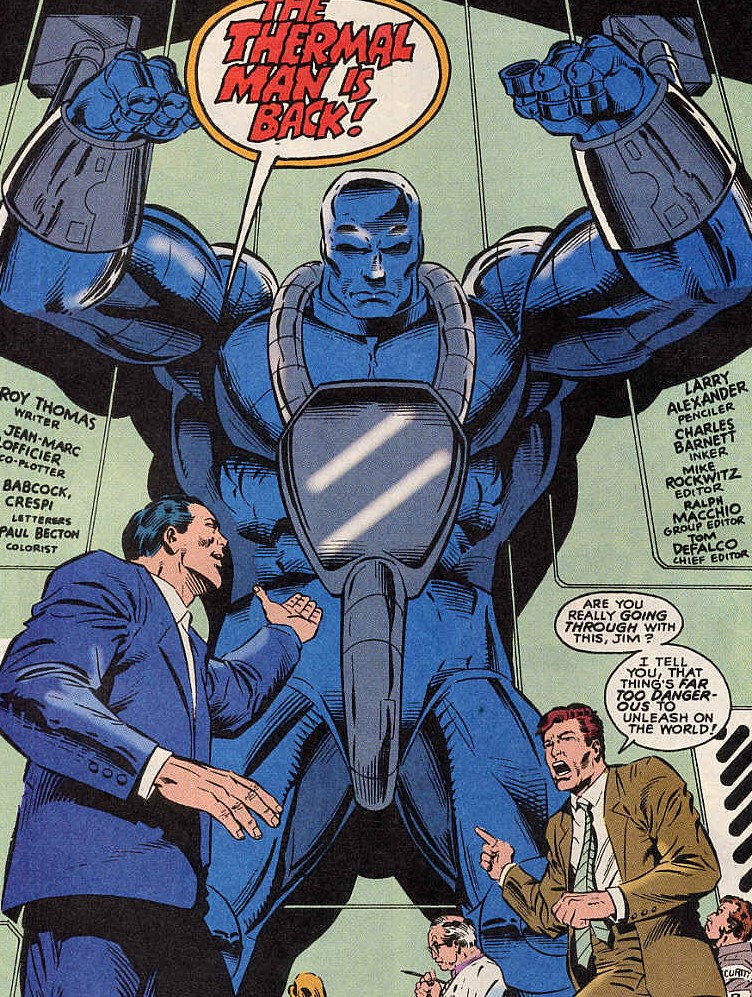 THE
THERMAL
MAN IS
BACK!
ROY THOMAS
WRITER
JEAN-MARC
LOFFICIER
CO-PLOTTER
BABCOCK,
CRESPI
LETTERERS
PAUL BECTON
COLORIST
LARRY
ALEXANDER
PENCILER
CHARLES
BARNETT
INKER
MIKE
ROCKWITZ
EDITOR
RALPH
MACCHIO
GROUP EDITOR
TOM
DEFALCO
CHIEF EDITOR
ARE YOU
REALLY GOING
THROUGH WITH
THIS, JIM?
I TELL
YOU, THAT
THING'S FAR
TOO DANGER-
OUS TO
UNLEASH ON
THE WORLD!